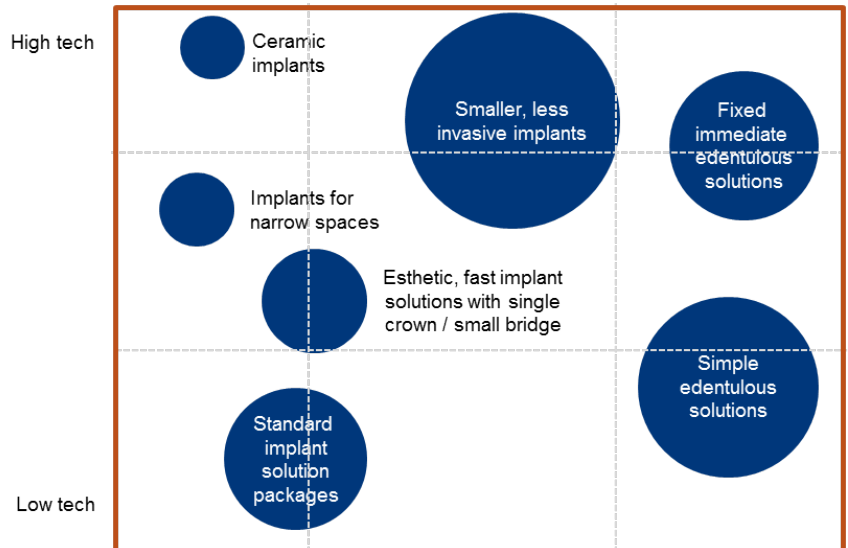 High tech
Ceramic
implants
Smaller, less
invasive implants
Fixed
immediate
edentulous
solutions
Implants for
narrow spaces
Esthetic, fast implant
solutions with single
crown / small bridge
Simple
edentulous
solutions
Standard
implant
solution
packages
Low tech